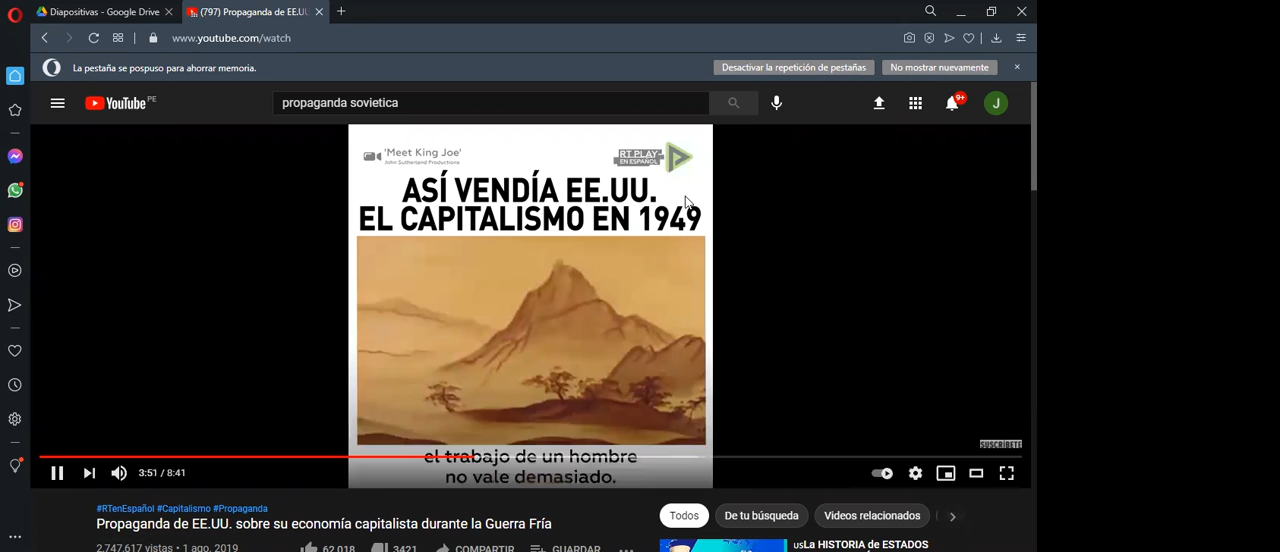 Diapositivas - Google Drive
(797) Propaganda de EE.UU
www.youtube.com/watch
La pestaña se pospuso para ahorrar memoria.
Desactivar la repetición de pestañas
No mostrar nuevamente
YouTube PE
propaganda sovietica
9+
J
'Meet King Joe'
John Sutherland Productions
RT PLAY
EN ESPAÑOL
ASÍ VENDÍA EE.UU.
EL CAPITALISMO EN 1949
SUSCRÍBETE
el trabajo de un hombre
no vale demasiado.
3:51 / 8:41
#RTenEspañol #Capitalismo #Propaganda
Propaganda de EE.UU. sobre su economía capitalista durante la Guerra Fría
Todos
De tu búsqueda
Videos relacionados
2,747,617 vistas • 1 ago. 2019
62,018
3421
COMPARTIR
GUARDAR
usLa HISTORIA de ESTADOS